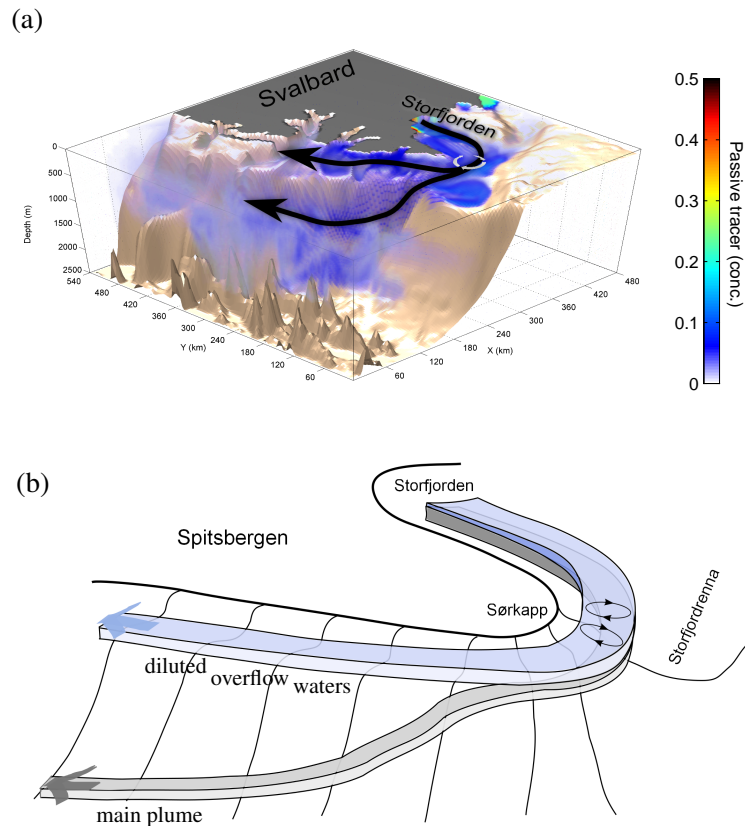 (a)
Svalbard
Storfjorden
0
500
1000
1500
2000
2500
Depth (m)
540
480
420
360
300
240
180
120
60
Y (km)
60
120
180
240
300
360
420
480
X (km)
0.5
0.4
0.3
0.2
0.1
0
Passive tracer (conc.)
(b)
Storfjorden
Spitsbergen
Sørkapp
Storfjordrenna
diluted overflow waters
main plume